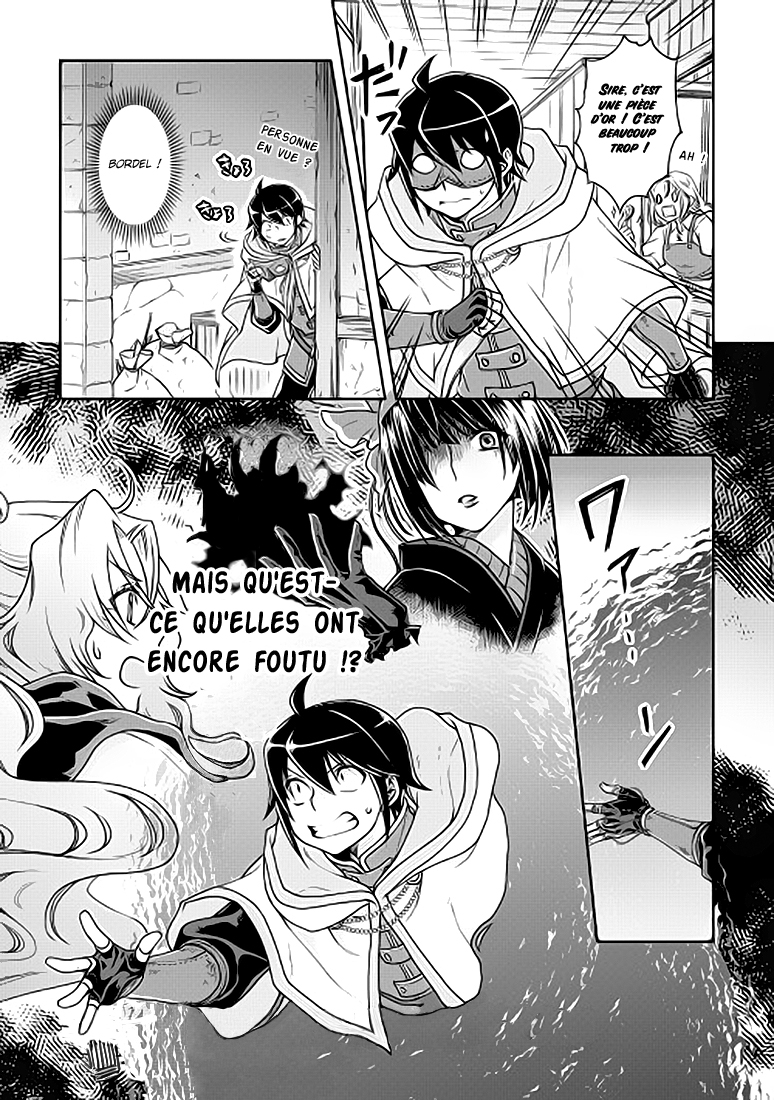 SIRE, C'EST
UNE PIÈCE
D'OR ! C'EST
BEAUCOUP
TROP !
AH !
ダッ
PERSONNE
EN VUE ?
きょろ
きょろ
BORDEL !
ワァ…ン
MAIS QU'EST-
CE QU'ELLES ONT
ENCORE FOUTU !?